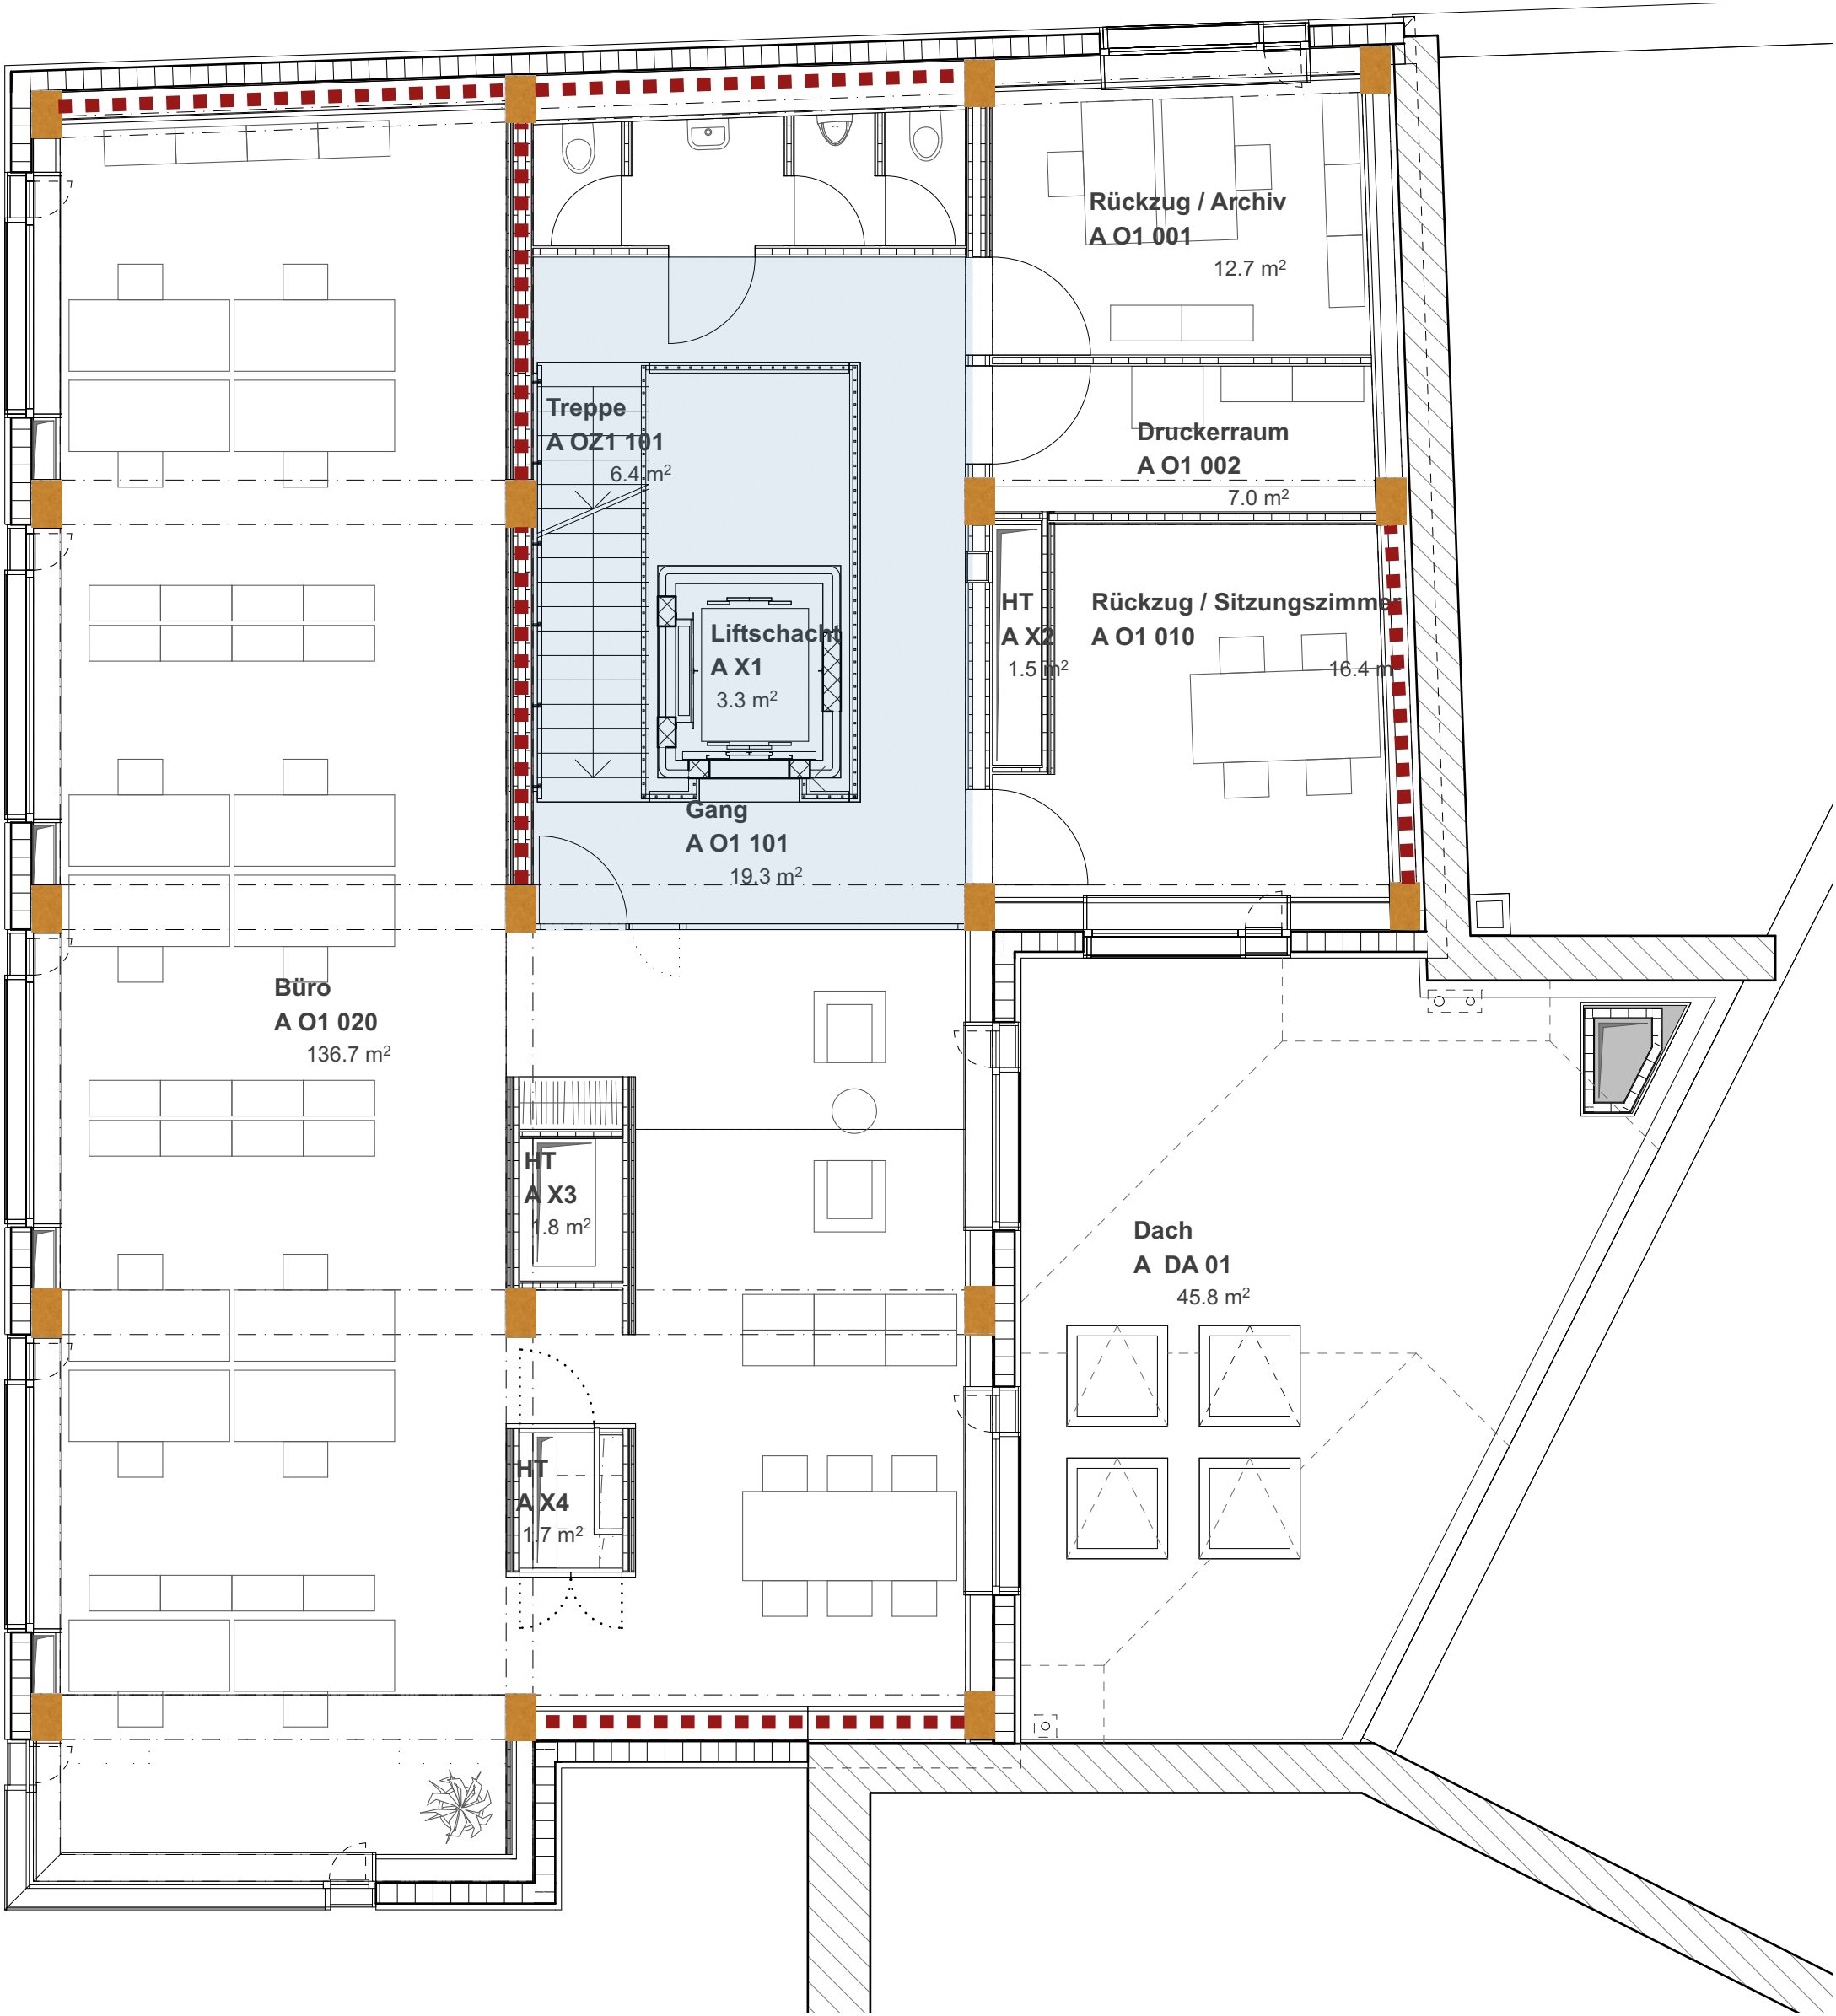 Rückzug / Archiv
A O1 001
12.7 m²
Treppe
A OZ1 101
6.4 m²
Druckerraum
A O1 002
7.0 m²
Liftschacht
A X1
3.3 m²
HT
A X2
1.5 m²
Rückzug / Sitzungszimmer
A O1 010
16.4 m²
Gang
A O1 101
19.3 m²
Büro
A O1 020
136.7 m²
HT
A X3
1.8 m²
Dach
A DA 01
45.8 m²
HT
A X4
1.7 m²